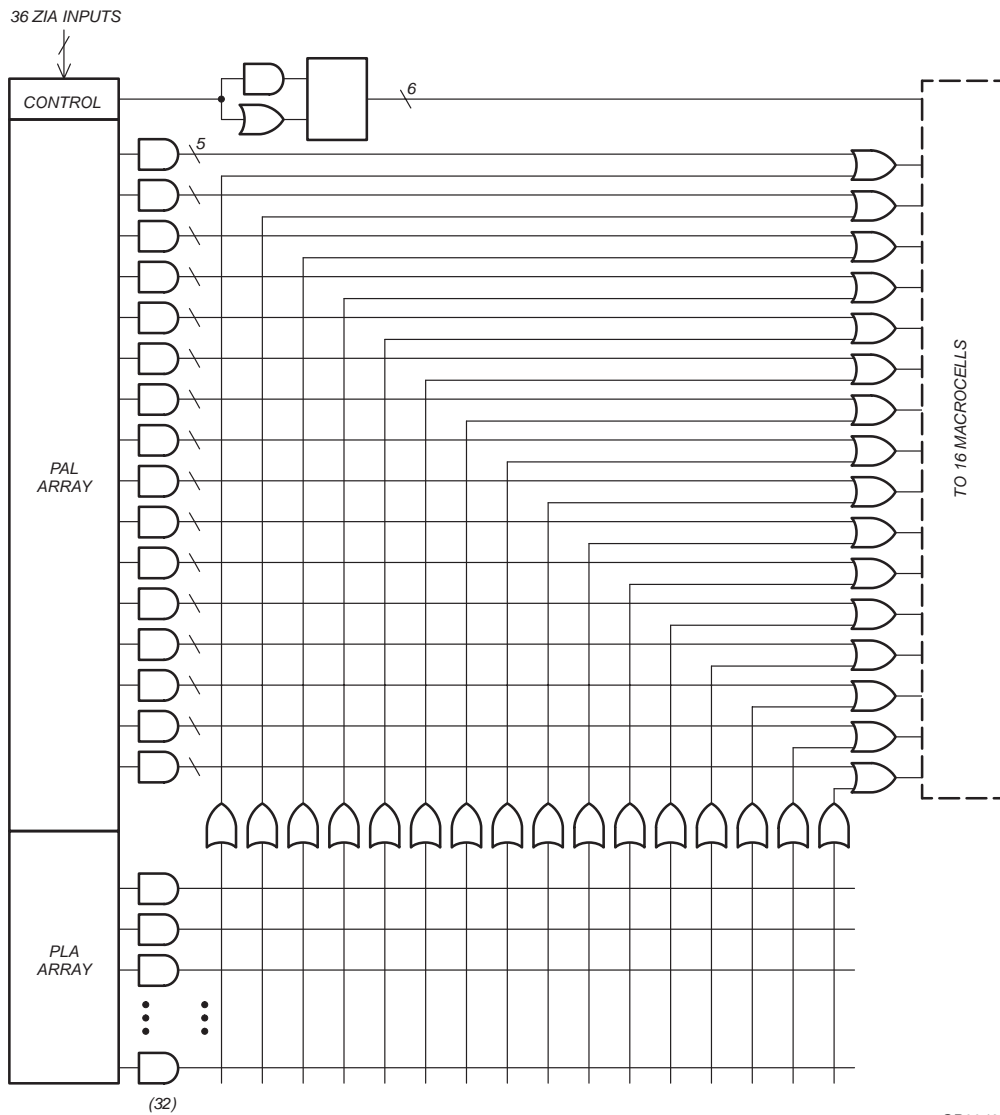 36 ZIA INPUTS
CONTROL
6
5
PAL
ARRAY
TO 16 MACROCELLS
PLA
ARRAY
(32)